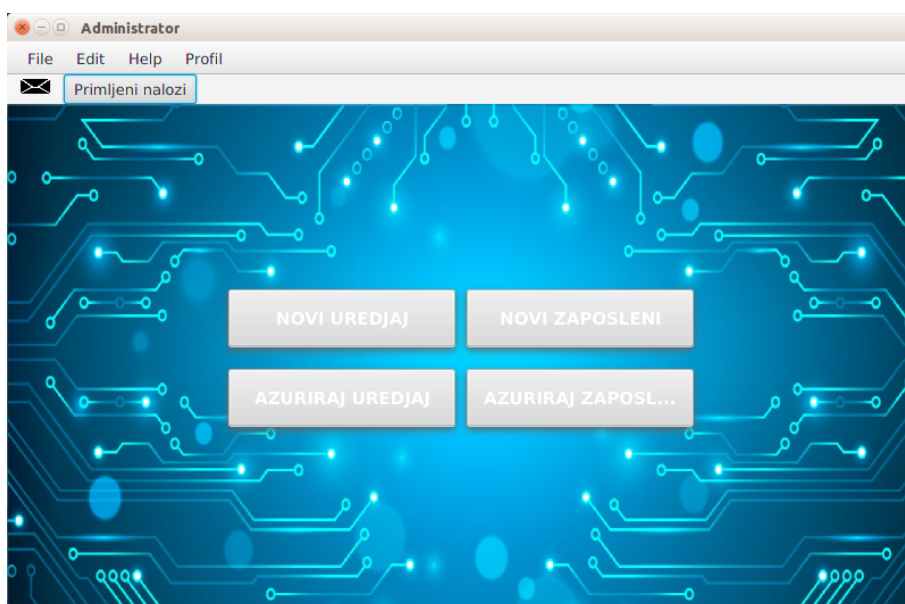 Administrator
File Edit Help Profil
Primljeni nalozi
NOVI UREDJAJ NOVI ZAPOSLENI
AZURIRAJ UREDJAJ AZURIRAJ ZAPOSL...